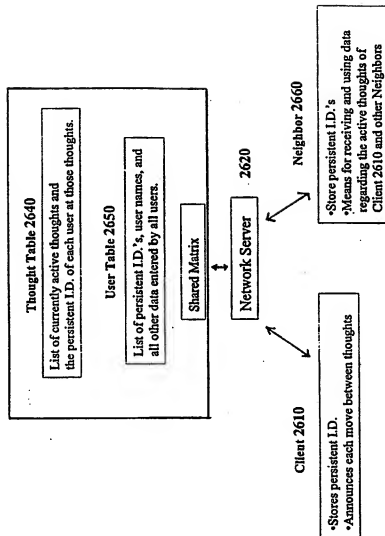 Thought Table 2640
List of currently active thoughts and
the persistent I.D. of each user at those thoughts.
User Table 2650
List of persistent I.D.'s, user names, and
all other data entered by all users.
Shared Matrix
Network Server
2620
Client 2610
•Stores persistent I.D.
•Announces each move between thoughts
Neighbor 2660
•Store persistent I.D.'s
•Means for receiving and using data
regarding the active thoughts of
Client 2610 and other Neighbors